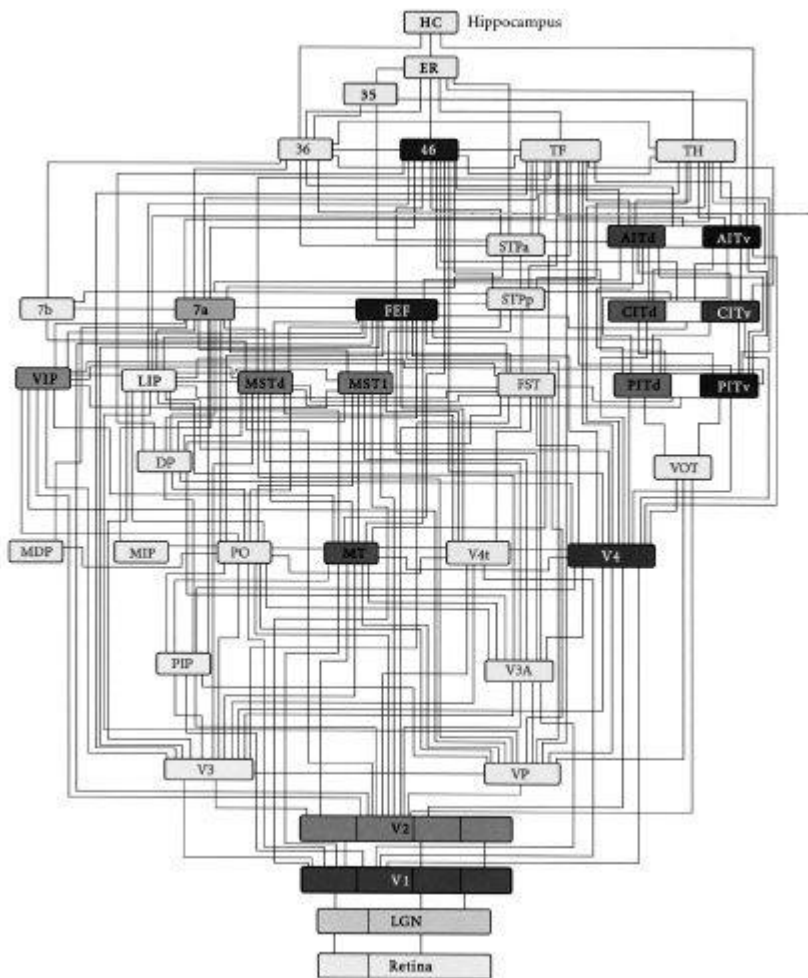 HC Hippocampus
ER
35
36 46 TF TH
STPa AITd AITv
7b 7a FEF STPp CITd CITv
VIP LIP MSTd MSTl FST PITd PITv
DP VOT
MDP MIP PO MT V4t V4
PIP V3A
V3 VP
V2
V1
LGN
Retina